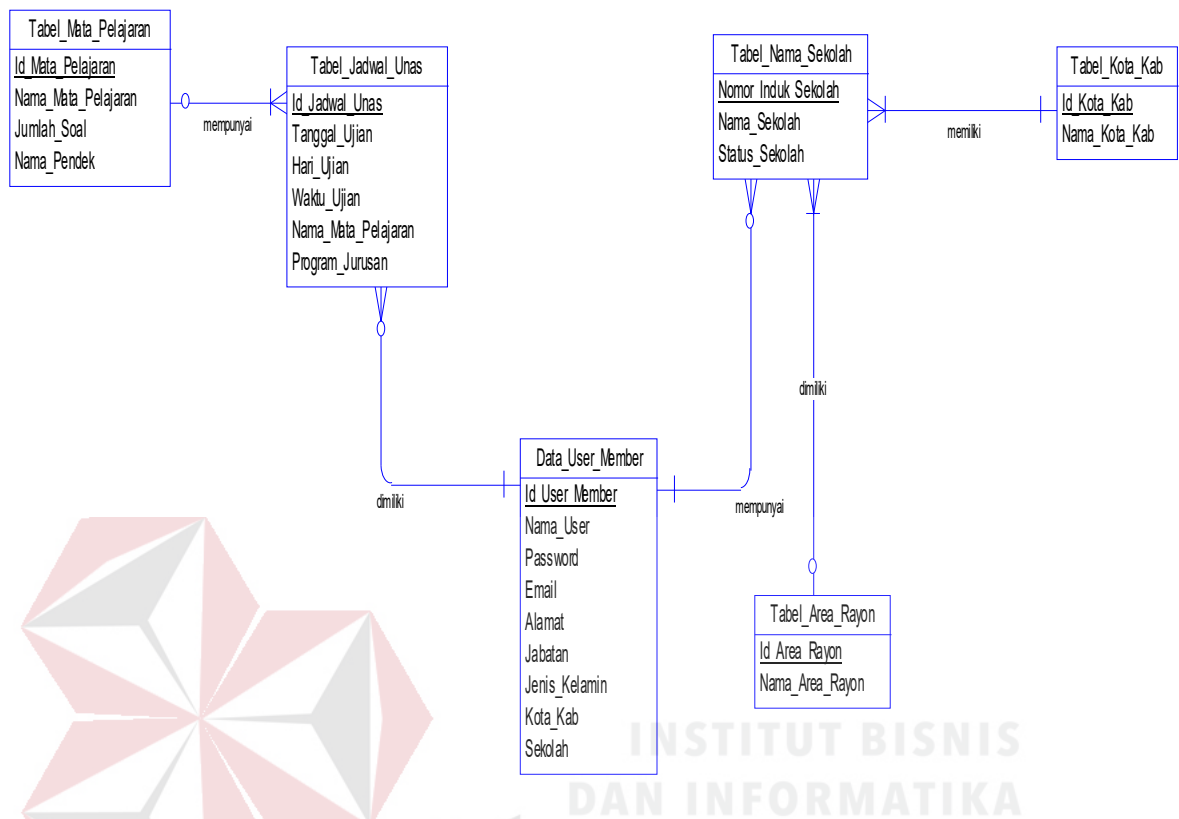 Tabel_Mata_Pelajaran
Id_Mata_Pelajaran
Nama_Mata_Pelajaran
Jumlah_Soal
Nama_Pendek
mempunyai
Tabel_Jadwal_Unas
Id_Jadwal_Unas
Tanggal_Ujian
Hari_Ujian
Waktu_Ujian
Nama_Mata_Pelajaran
Program_Jurusan
Tabel_Nama_Sekolah
Nomor Induk Sekolah
Nama_Sekolah
Status_Sekolah
memiliki
Tabel_Kota_Kab
Id_Kota_Kab
Nama_Kota_Kab
dimiliki
Data_User_Member
Id User Member
Nama_User
Password
Email
Alamat
Jabatan
Jenis_Kelamin
Kota_Kab
Sekolah
mempunyai
dimiliki
Tabel_Area_Rayon
Id Area Rayon
Nama_Area_Rayon
INSTITUT BISNIS
DAN INFORMATIKA